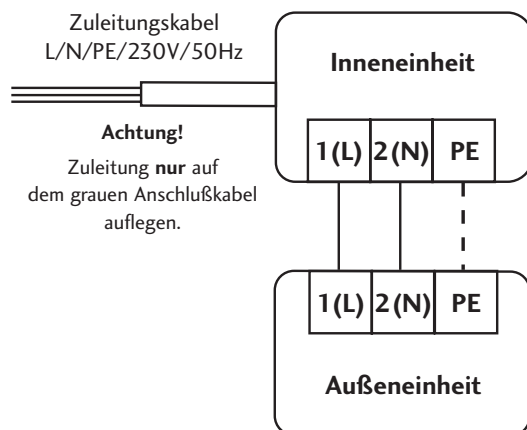 Zuleitungskabel
L/N/PE/230V/50Hz
Achtung!
Zuleitung nur auf
dem grauen Anschlußkabel
auflegen.
Inneneinheit
1(L) 2(N) PE
1(L) 2(N) PE
Außeneinheit